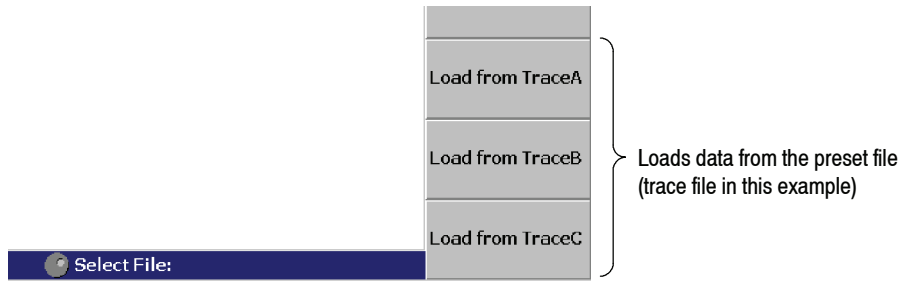 Load from TraceA
Load from TraceB
Load from TraceC
Select File:
Loads data from the preset file
(trace file in this example)